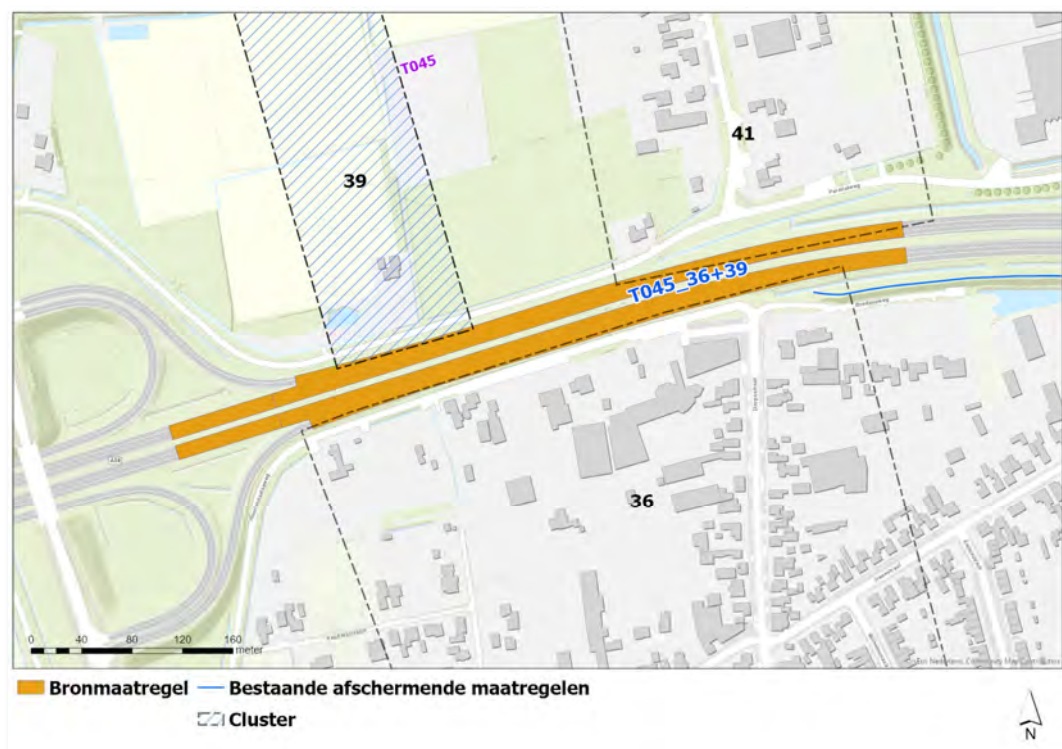 T045
39
41
T045_36+39
36
0 40 80 120 160
meter
Bronmaatregel Bestaande afschermende maatregelen
Cluster
N